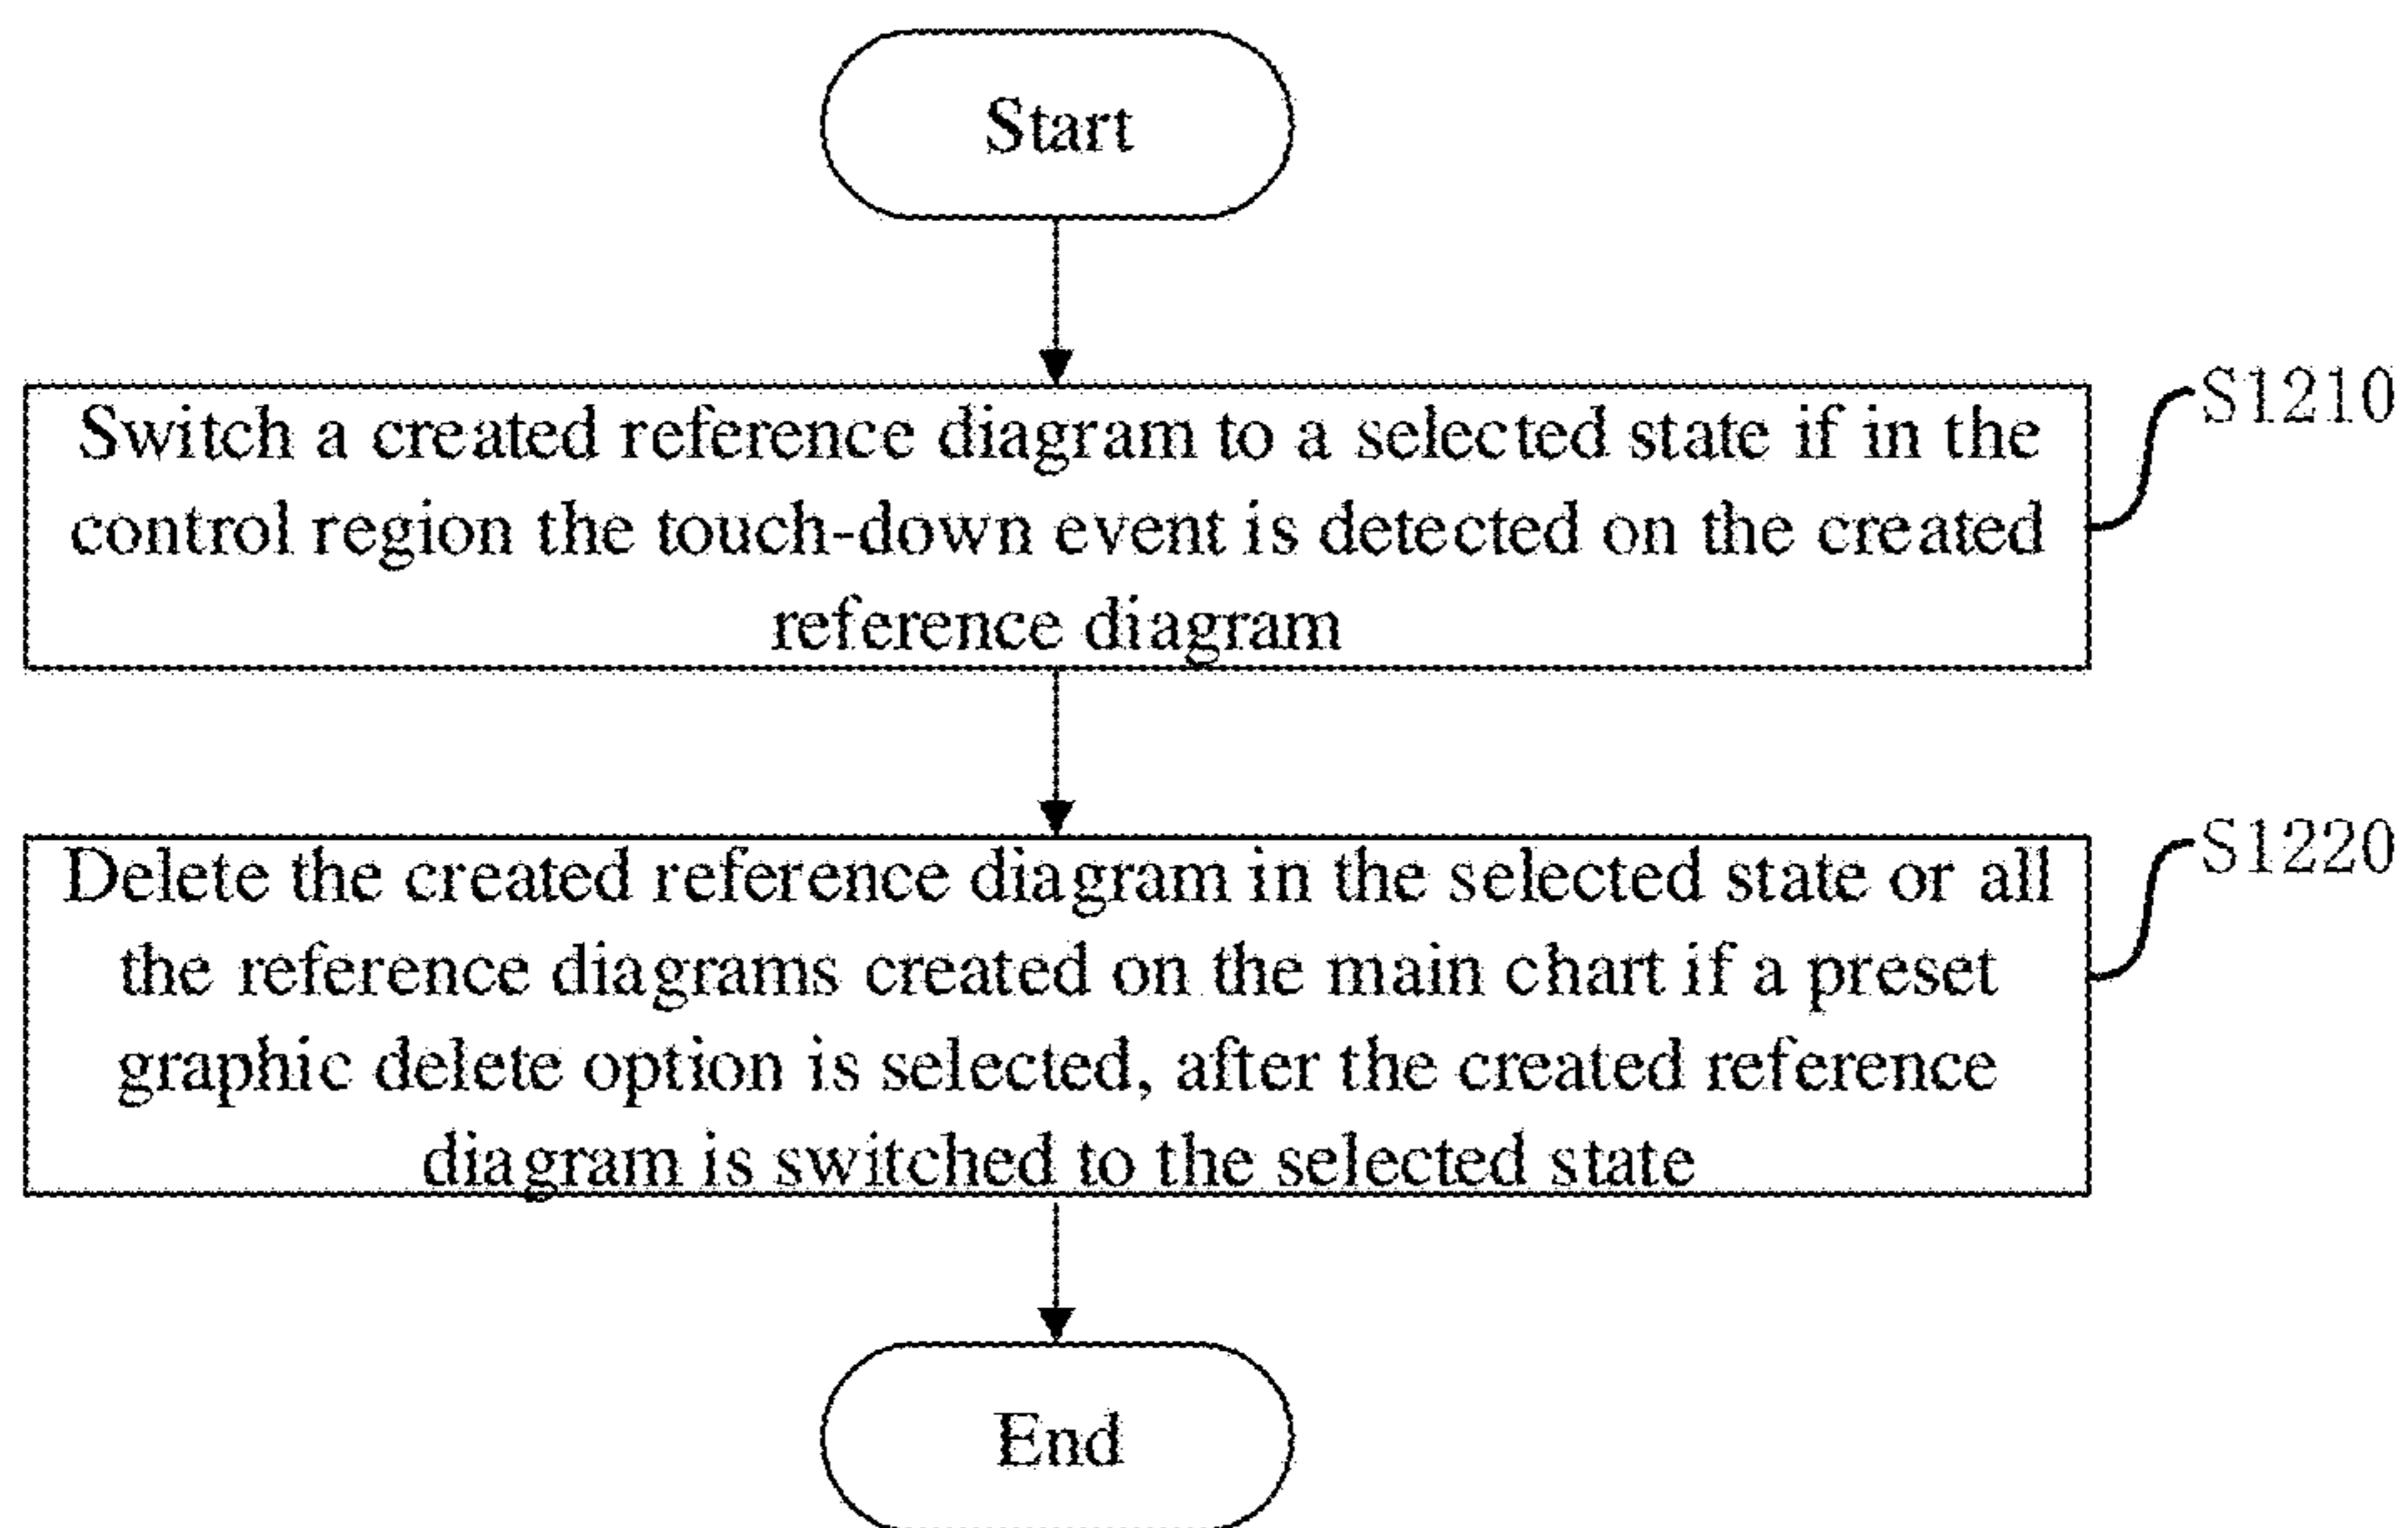 Start
Switch a created reference diagram to a selected state if in the
control region the touch-down event is detected on the created
reference diagram
S1210
Delete the created reference diagram in the selected state or all
the reference diagrams created on the main chart if a preset
graphic delete option is selected, after the created reference
diagram is switched to the selected state
S1220
End